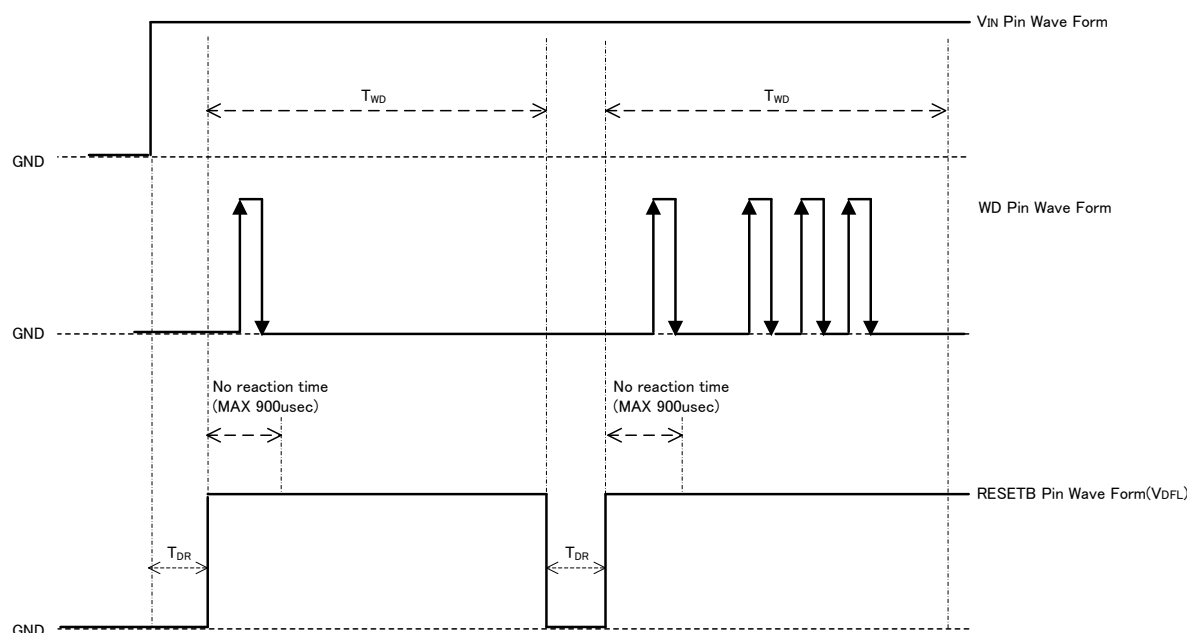 VIN Pin Wave Form
TWD
TWD
GND
WD Pin Wave Form
GND
No reaction time
(MAX 900usec)
No reaction time
(MAX 900usec)
RESETB Pin Wave Form(VDFL)
TDR
TDR
GND